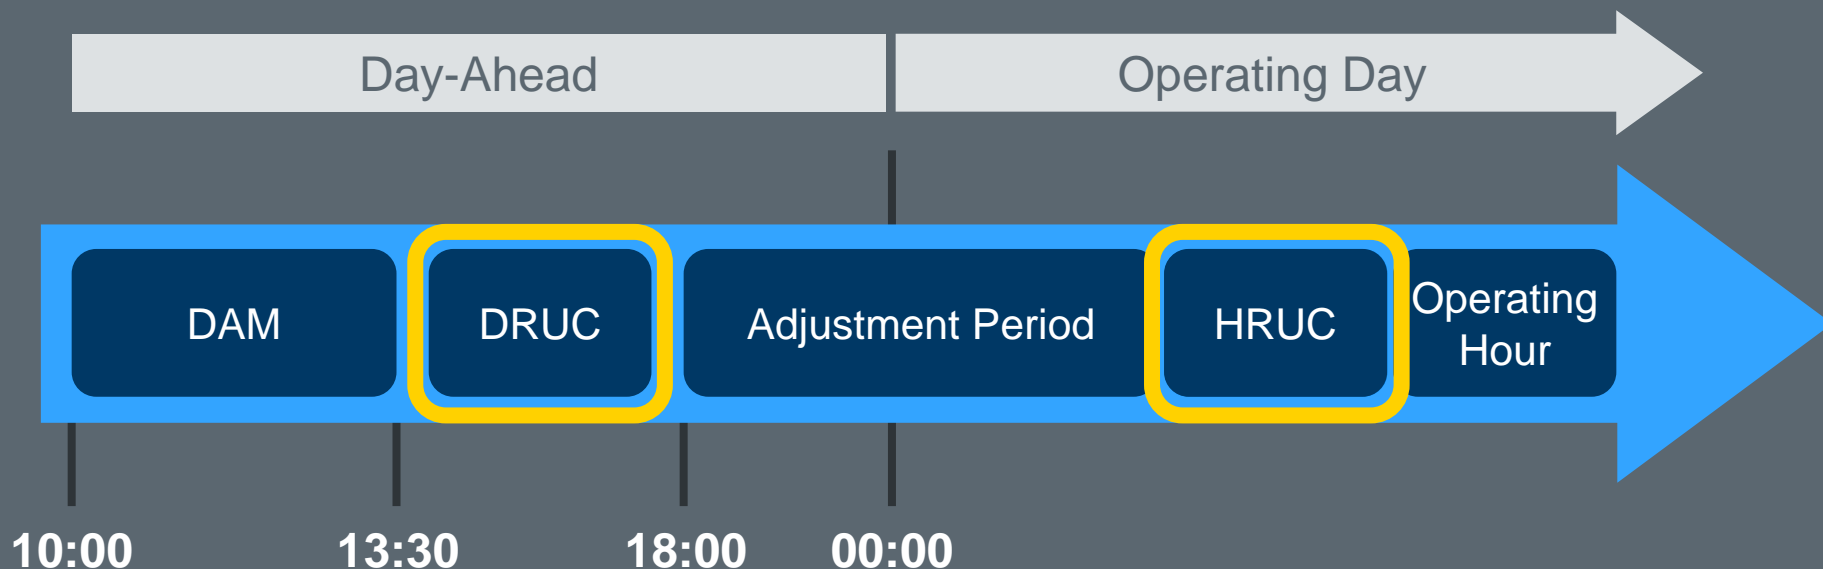 Day-Ahead
Operating Day
DAM
DRUC
Adjustment Period
HRUC
Operating
Hour
10:00
13:30
18:00
00:00